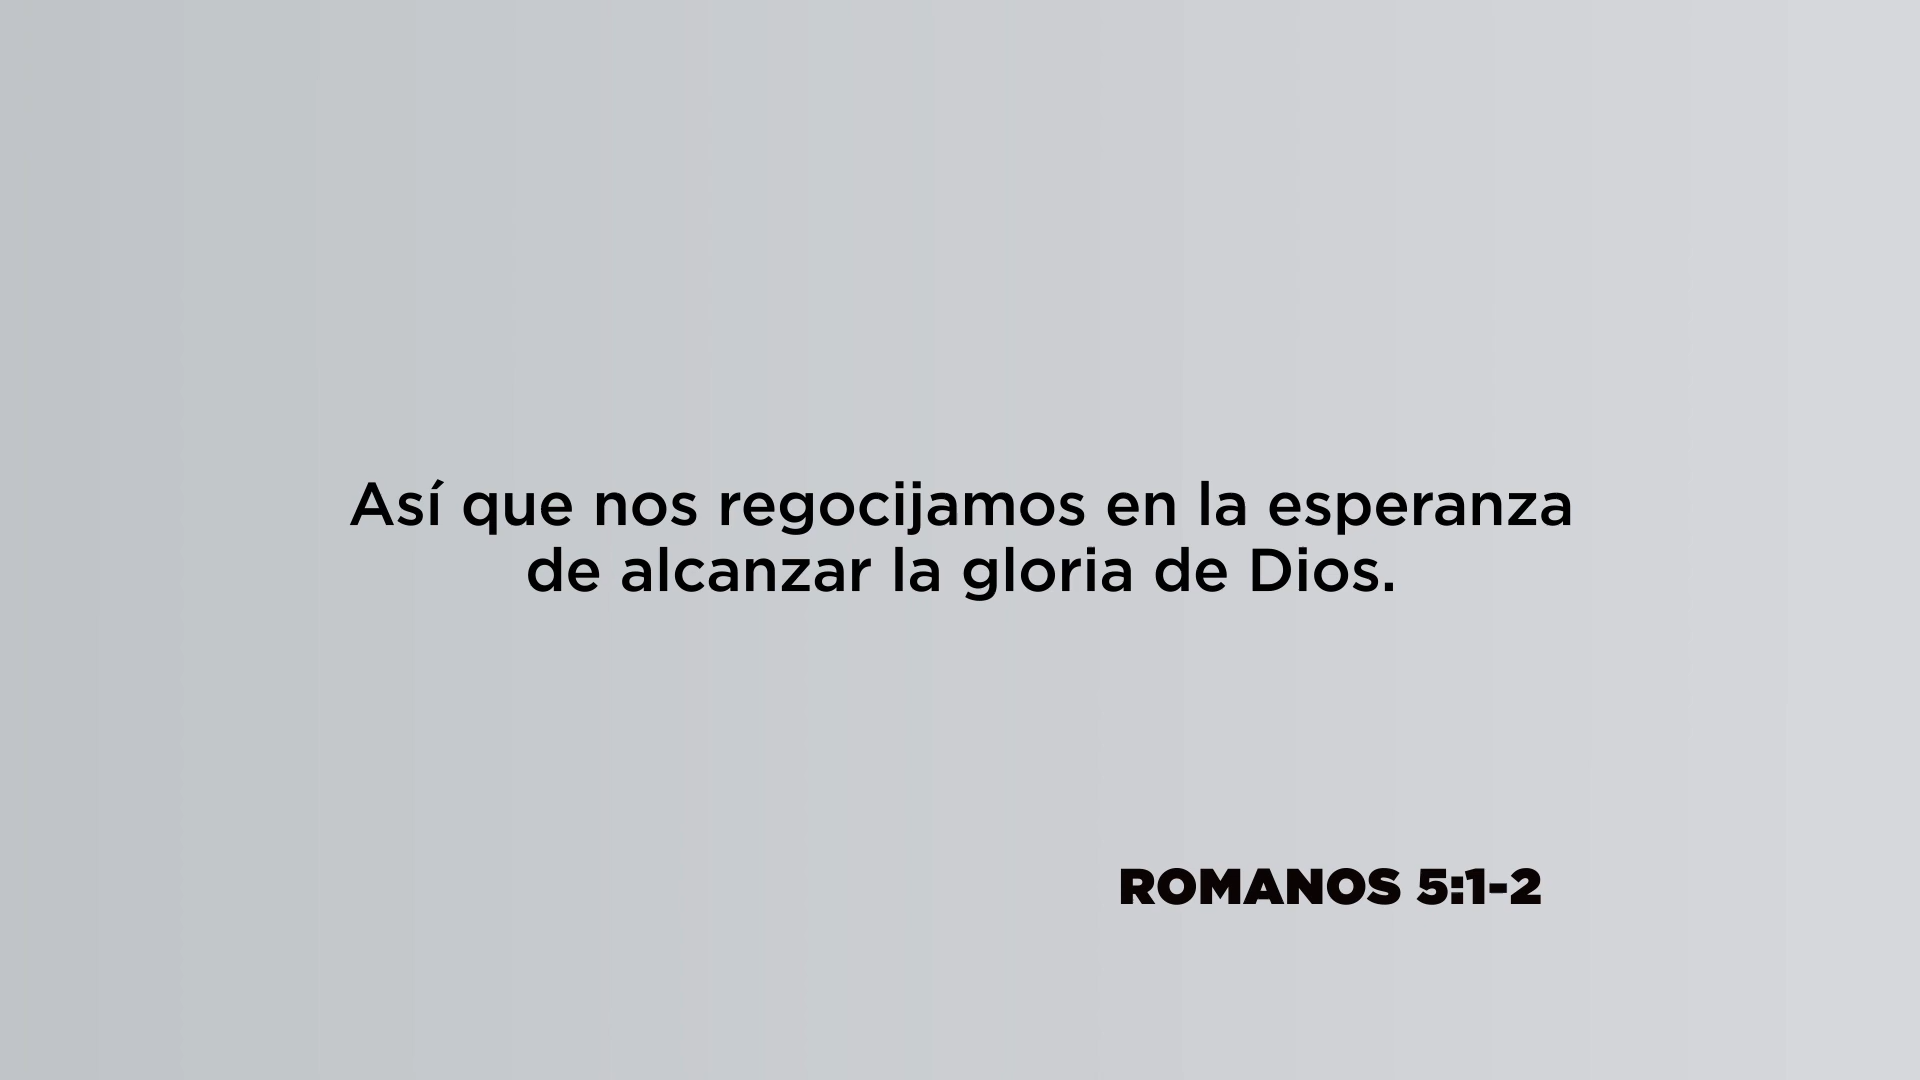 Así que nos regocijamos en la esperanza
de alcanzar la gloria de Dios.
ROMANOS 5:1-2